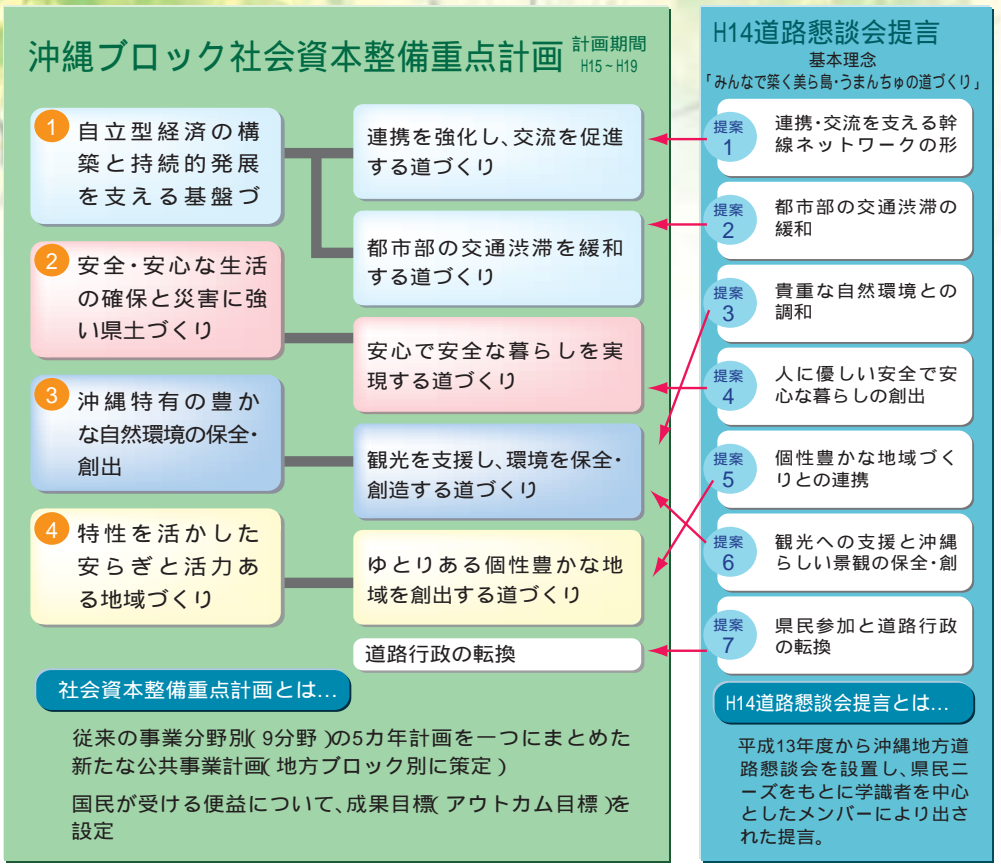 沖縄ブロック社会資本整備重点計画
計画期間
H15~H19
1
自立型経済の構
築と持続的発展
を支える基盤づ
2
安全・安心な生活
の確保と災害に強
い県土づくり
3
沖縄特有の豊か
な自然環境の保全・
創出
4
特性を活かした
安らぎと活力あ
る地域づくり
連携を強化し、交流を促進
する道づくり
都市部の交通渋滞を緩和
する道づくり
安心で安全な暮らしを実
現する道づくり
観光を支援し、環境を保全・
創造する道づくり
ゆとりある個性豊かな地
域を創出する道づくり
道路行政の転換
社会資本整備重点計画とは…
従来の事業分野別(9分野)の5カ年計画を一つにまとめた
新たな公共事業計画(地方ブロック別に策定)
国民が受ける便益について、成果目標(アウトカム目標)を
設定
H14道路懇談会提言
基本理念
「みんなで築く美ら島・うまんちゅの道づくり」
提案
1
連携・交流を支える幹
線ネットワークの形
提案
2
都市部の交通渋滞の
緩和
提案
3
貴重な自然環境との
調和
提案
4
人に優しい安全で安
心な暮らしの創出
提案
5
個性豊かな地域づく
りとの連携
提案
6
観光への支援と沖縄
らしい景観の保全・創
提案
7
県民参加と道路行政
の転換
H14道路懇談会提言とは…
平成13年度から沖縄地方道
路懇談会を設置し、県民ニ
ーズをもとに学識者を中心
としたメンバーにより出さ
れた提言。